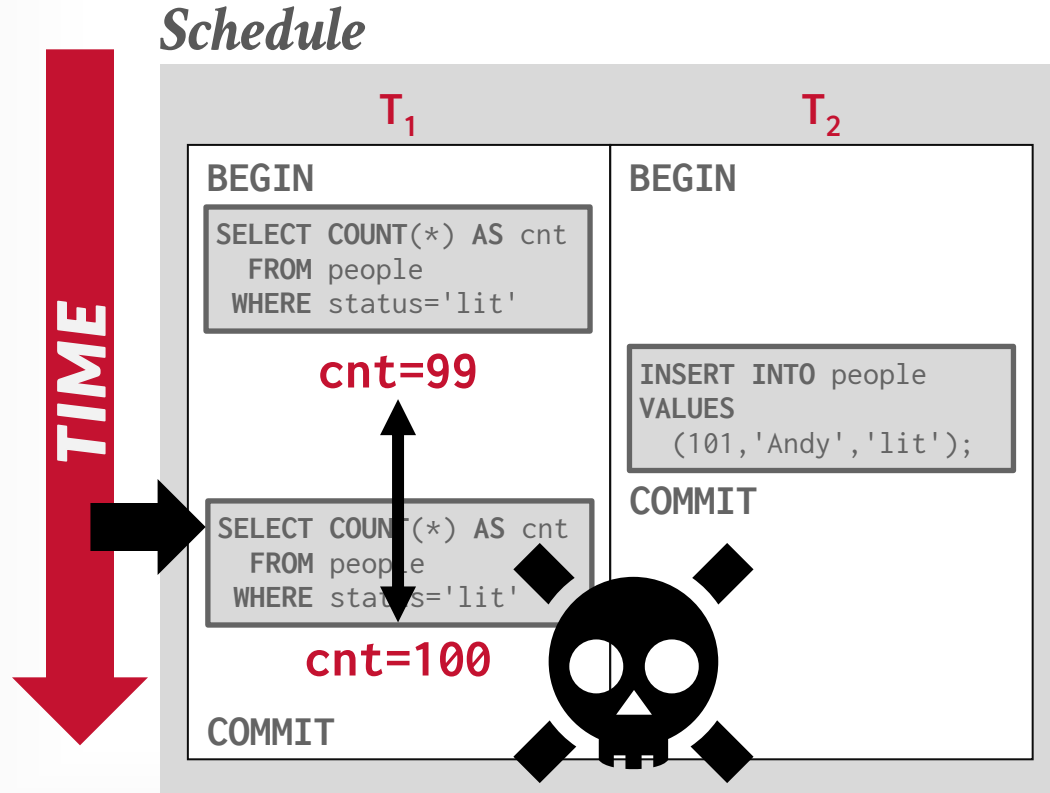 Schedule
TIME
T1
T2
BEGIN
SELECT COUNT(*) AS cnt
FROM people
WHERE status='lit'
cnt=99
SELECT COUNT(*) AS cnt
FROM people
WHERE status='lit'
cnt=100
COMMIT
BEGIN
INSERT INTO people
VALUES
(101,'Andy','lit');
COMMIT